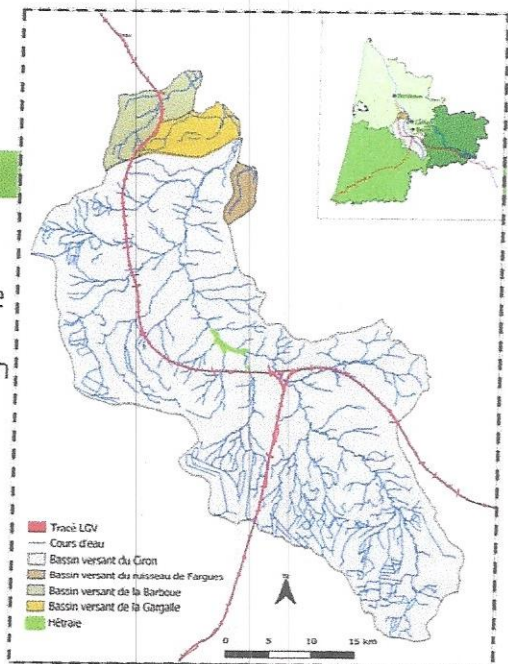 Tracé LGV
Cours d'eau
Bassin versant du Ciron
Bassin versant du ruisseau de Fargues
Bassin versant de la Barboue
Bassin versant de la Gargalle
Hétraie
0 5 10 15 km